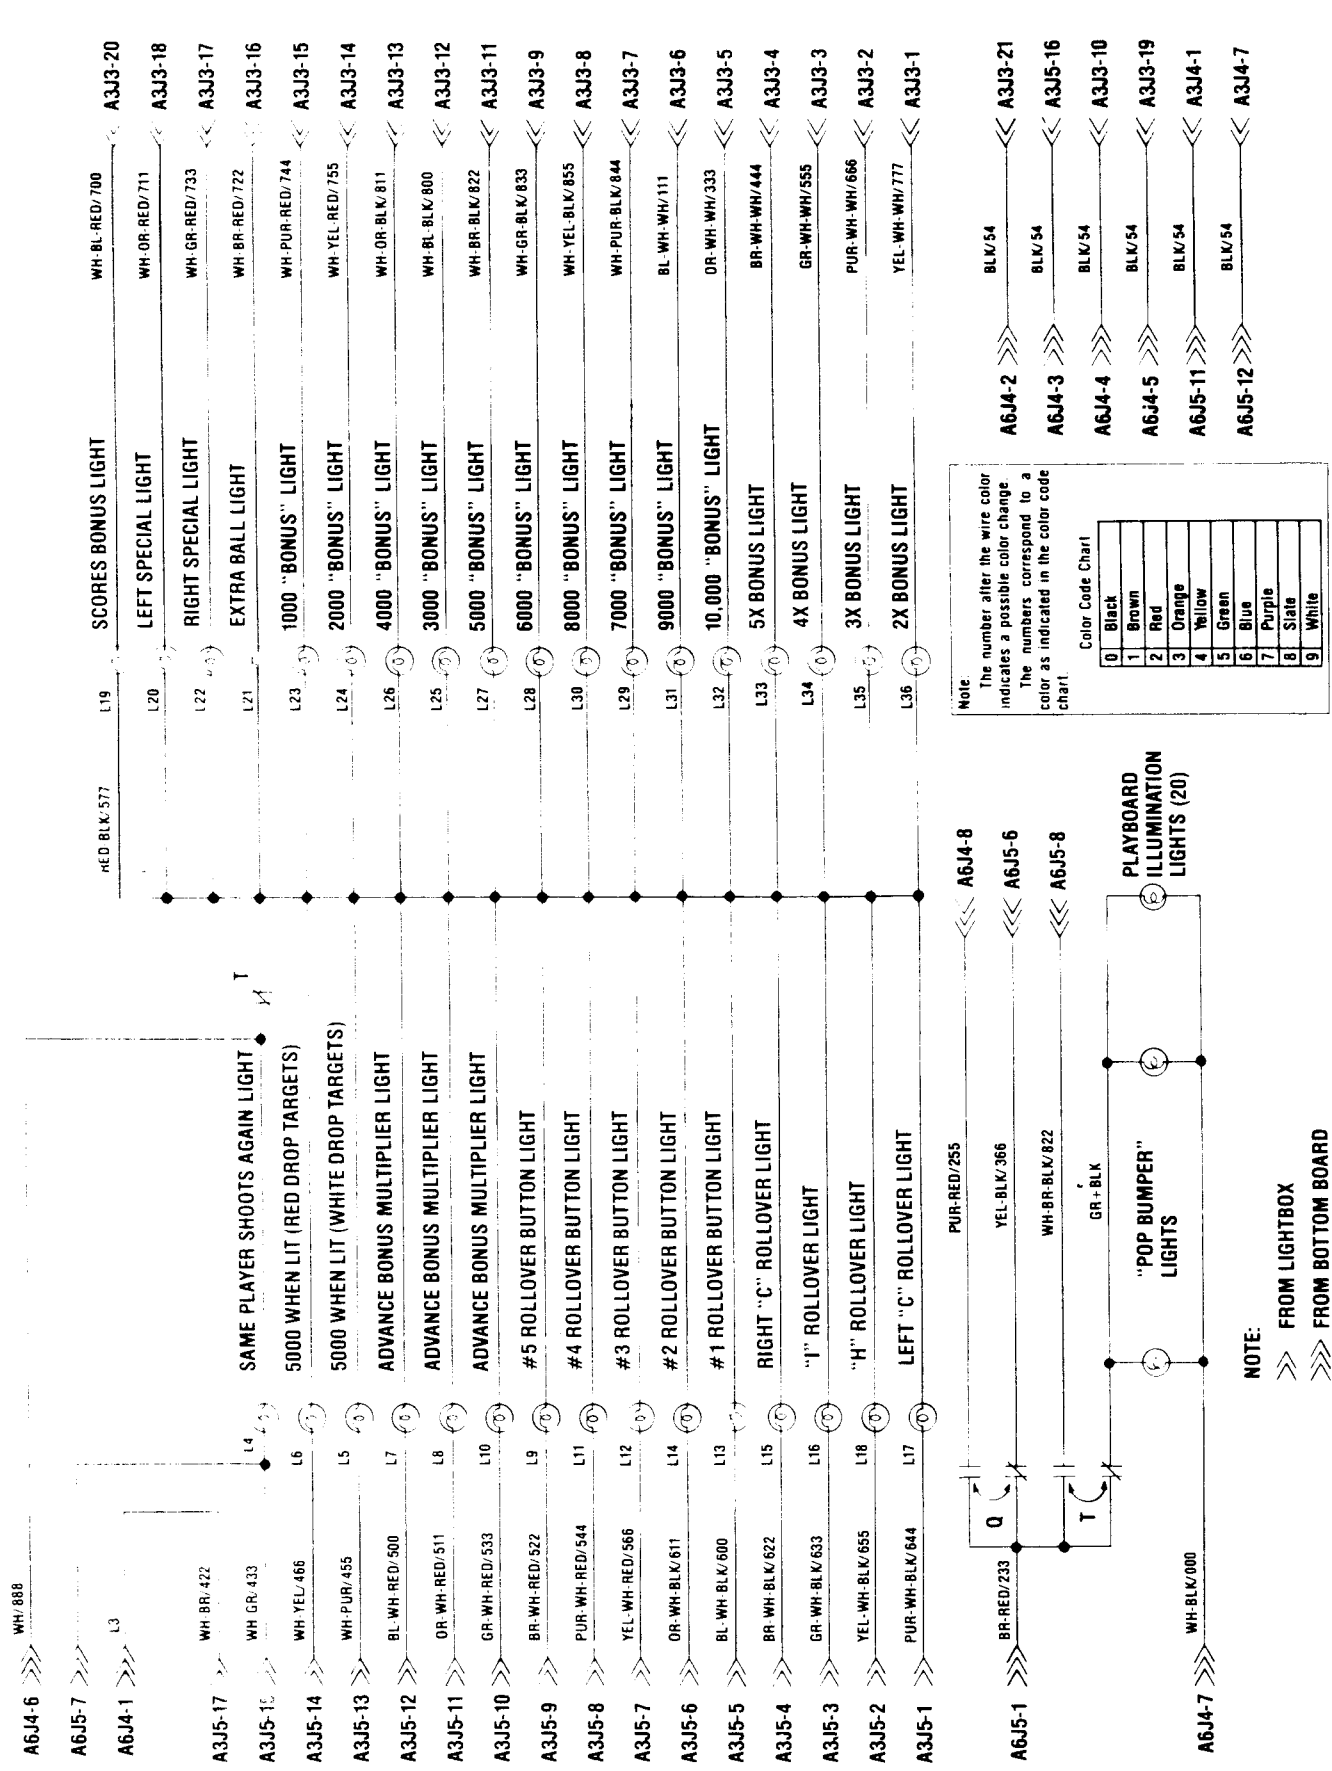 WH/888
A6J4-6
A6J5-7
A6J4-1 L3
A3J5-17 WH BR/422
WH GR/433 L4 SAME PLAYER SHOOTS AGAIN LIGHT T
A3J5-14 WH-YEL/466 L6 5000 WHEN LIT (RED DROP TARGETS)
A3J5-13 WH-PUR/455 L5 5000 WHEN LIT (WHITE DROP TARGETS)
A3J5-12 BL-WH-RED/500 L7 ADVANCE BONUS MULTIPLIER LIGHT
A3J5-11 OR-WH-RED/511 L8 ADVANCE BONUS MULTIPLIER LIGHT
A3J5-10 GR-WH-RED/533 L10 ADVANCE BONUS MULTIPLIER LIGHT
A3J5-9 BR-WH-RED/522 L9 #5 ROLLOVER BUTTON LIGHT
A3J5-8 PUR-WH-RED/544 L11 #4 ROLLOVER BUTTON LIGHT
A3J5-7 YEL-WH-RED/566 L12 #3 ROLLOVER BUTTON LIGHT
A3J5-6 OR-WH-BLK/611 L14 #2 ROLLOVER BUTTON LIGHT
A3J5-5 BL-WH-BLK/600 L13 #1 ROLLOVER BUTTON LIGHT
A3J5-4 BR-WH-BLK/622 L15 RIGHT "C" ROLLOVER LIGHT
A3J5-3 GR-WH-BLK/633 L16 "I" ROLLOVER LIGHT
A3J5-2 YEL-WH-BLK/655 L18 "H" ROLLOVER LIGHT
A3J5-1 PUR-WH-BLK/644 L17 LEFT "C" ROLLOVER LIGHT
RED BLK/577
L19 SCORES BONUS LIGHT WH-BL-RED/700 A3J3-20
L20 LEFT SPECIAL LIGHT WH-OR-RED/711 A3J3-18
L22 RIGHT SPECIAL LIGHT WH-GR-RED/733 A3J3-17
L21 EXTRA BALL LIGHT WH-BR-RED/722 A3J3-16
L23 1000 "BONUS" LIGHT WH-PUR-RED/744 A3J3-15
L24 2000 "BONUS" LIGHT WH-YEL-RED/755 A3J3-14
L26 4000 "BONUS" LIGHT WH-OR-BLK/811 A3J3-13
L25 3000 "BONUS" LIGHT WH-BL-BLK/800 A3J3-12
L27 5000 "BONUS" LIGHT WH-BR-BLK/822 A3J3-11
L28 6000 "BONUS" LIGHT WH-GR-BLK/833 A3J3-9
L30 8000 "BONUS" LIGHT WH-YEL-BLK/855 A3J3-8
L29 7000 "BONUS" LIGHT WH-PUR-BLK/844 A3J3-7
L31 9000 "BONUS" LIGHT BL-WH-WH/111 A3J3-6
L32 10,000 "BONUS" LIGHT OR-WH-WH/333 A3J3-5
L33 5X BONUS LIGHT BR-WH-WH/444 A3J3-4
L34 4X BONUS LIGHT GR-WH-WH/555 A3J3-3
L35 3X BONUS LIGHT PUR-WH-WH/666 A3J3-2
L36 2X BONUS LIGHT YEL-WH-WH/777 A3J3-1
A6J5-1 BR-RED/233
Q
T
PUR-RED/255 A6J4-8
YEL-BLK/366 A6J5-6
WH-BR-BLK/822 A6J5-8
GR+BLK
"POP BUMPER"
LIGHTS
PLAYBOARD
ILLUMINATION
LIGHTS (20)
A6J4-7 WH-BLK/000
NOTE:
FROM LIGHTBOX
FROM BOTTOM BOARD
Note
The number after the wire color
indicates a possible color change.
The numbers correspond to a
color as indicated in the color code
chart.
Color Code Chart
0 Black
1 Brown
2 Red
3 Orange
4 Yellow
5 Green
6 Blue
7 Purple
8 Slate
9 White
A6J4-2 BLK/54 A3J3-21
A6J4-3 BLK/54 A3J5-16
A6J4-4 BLK/54 A3J3-10
A6J4-5 BLK/54 A3J3-19
A6J5-11 BLK/54 A3J4-1
A6J5-12 BLK/54 A3J4-7